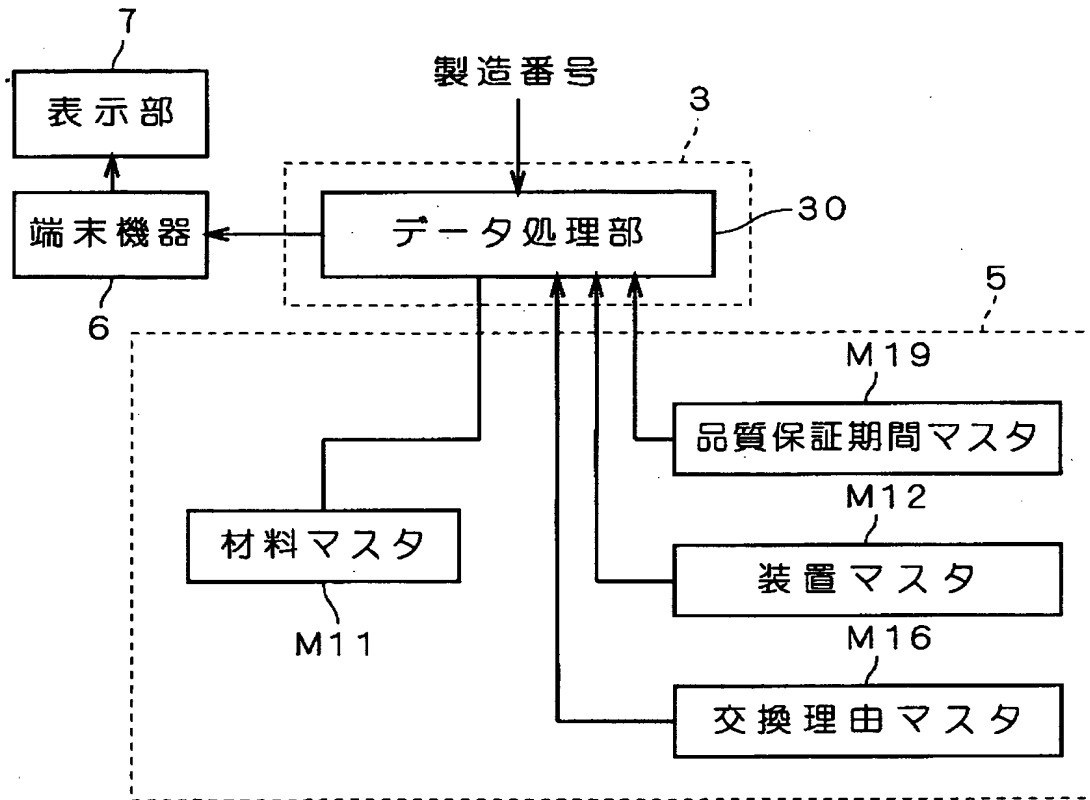 7
製造番号
3
表示部
データ処理部
30
端末機器
6
5
M19
品質保証期間マスタ
M12
材料マスタ
装置マスタ
M11
M16
交換理由マスタ